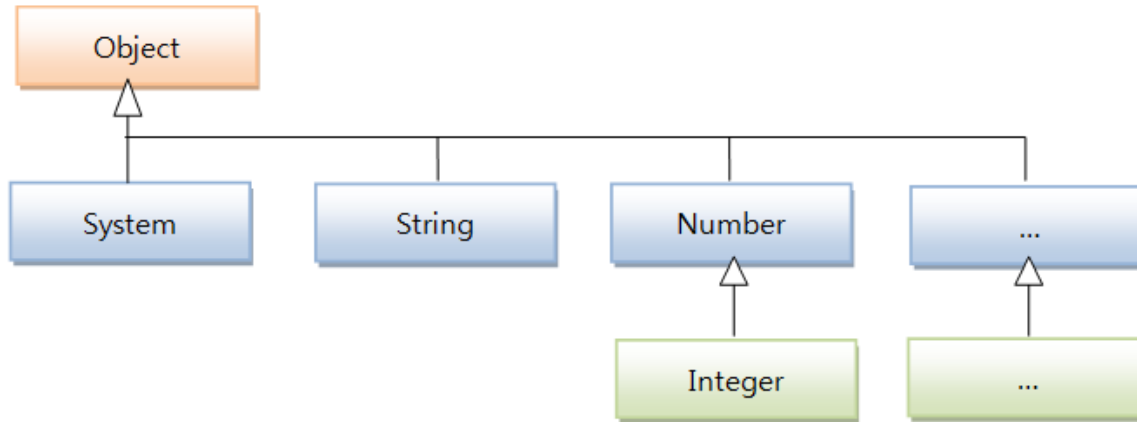 Object
System
String
Number
...
Integer
...